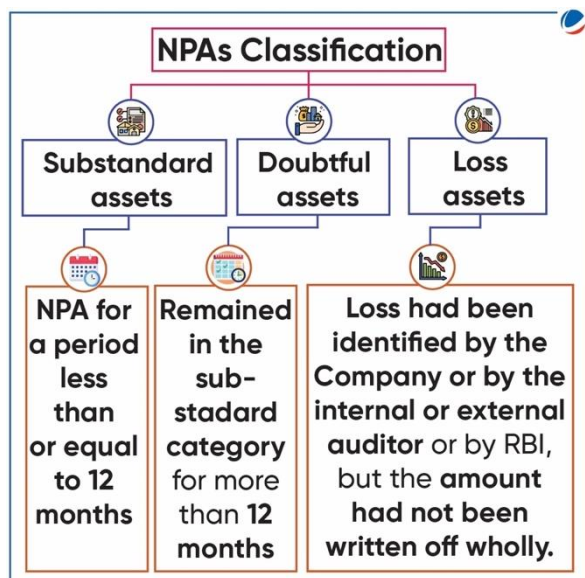 NPAs Classification
Substandard
assets
Doubtful
assets
Loss
assets
NPA for
a period
less
than
or equal
to 12
months
Remained
in the
sub-
stadard
category
for more
than 12
months
Loss had been
identified by the
Company or by the
internal or external
auditor or by RBI,
but the amount
had not been
written off wholly.